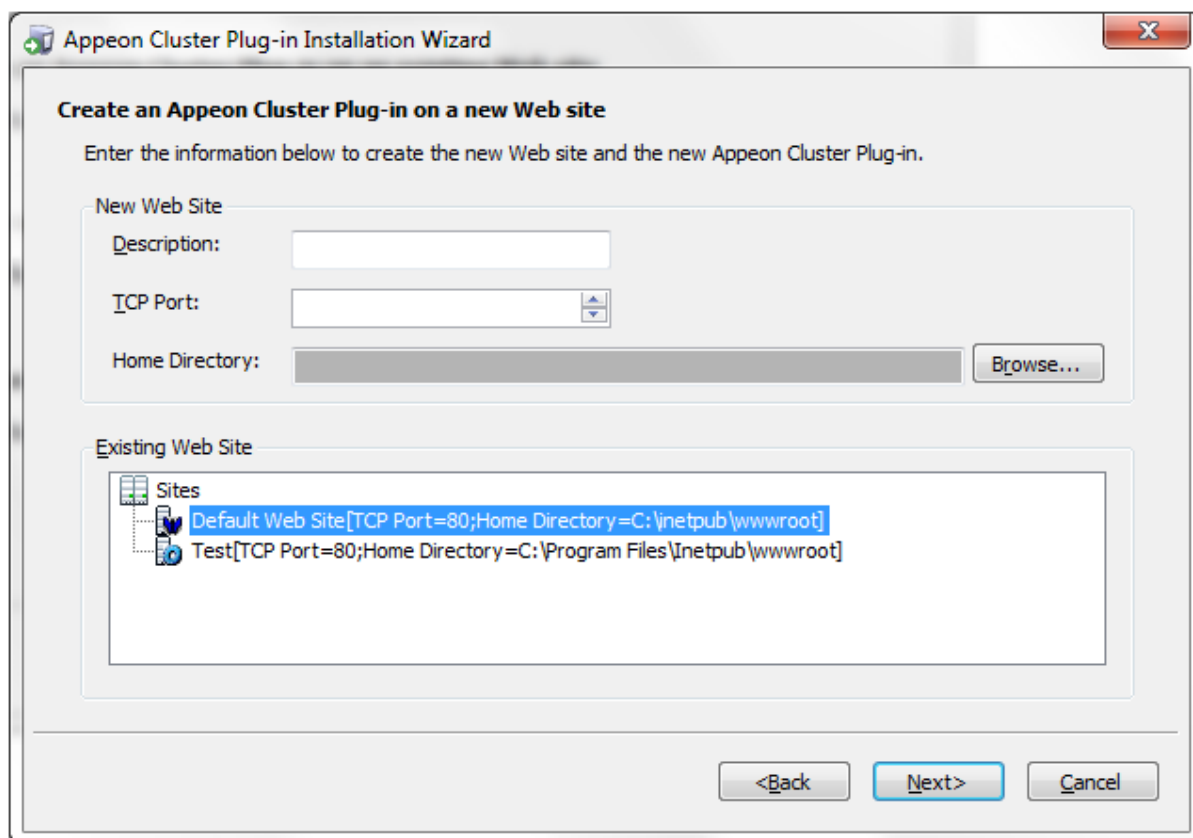 Appeon Cluster Plug-in Installation Wizard
Create an Appeon Cluster Plug-in on a new Web site
Enter the information below to create the new Web site and the new Appeon Cluster Plug-in.
New Web Site
Description:
TCP Port:
Home Directory:
Browse...
Existing Web Site
Sites
Default Web Site[TCP Port=80;Home Directory=C:\inetpub\wwwroot]
Test[TCP Port=80;Home Directory=C:\Program Files\Inetpub\wwwroot]
<Back Next> Cancel